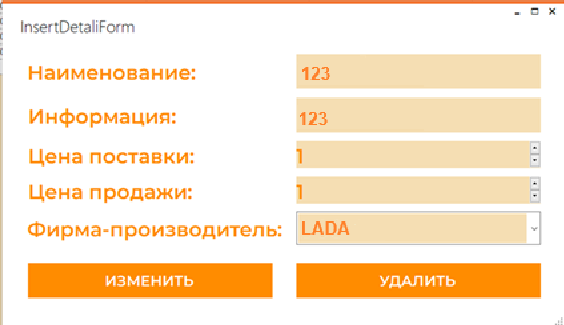 InsertDetaliForm
Наименование: 123
Информация: 123
Цена поставки: 1
Цена продажи: 1
Фирма-производитель: LADA
ИЗМЕНИТЬ УДАЛИТЬ